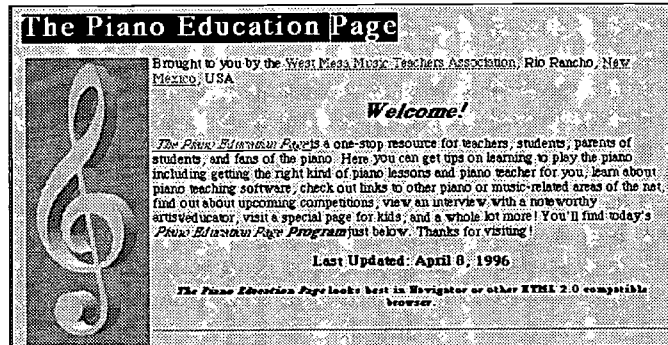 The Piano Education Page
Brought to you by the West Mesa Music Teachers Association, Rio Rancho, New
Mexico, USA
Welcome!
The Piano Education Page is a one-stop resource for teachers, students, parents of
students, and fans of the piano. Here you can get tips on learning to play the piano
including getting the right kind of piano lessons and piano teacher for you, learn about
piano teaching software, check out links to other piano or music-related areas of the net,
find out about upcoming competitions, view an interview with a noteworthy
artist/educator, visit a special page for kids, and a whole lot more! You'll find today's
Piano Education Page Program just below. Thanks for visiting!
Last Updated: April 8, 1996
The Piano Education Page looks best in Navigator or other HTML 2.0 compatible
browser.